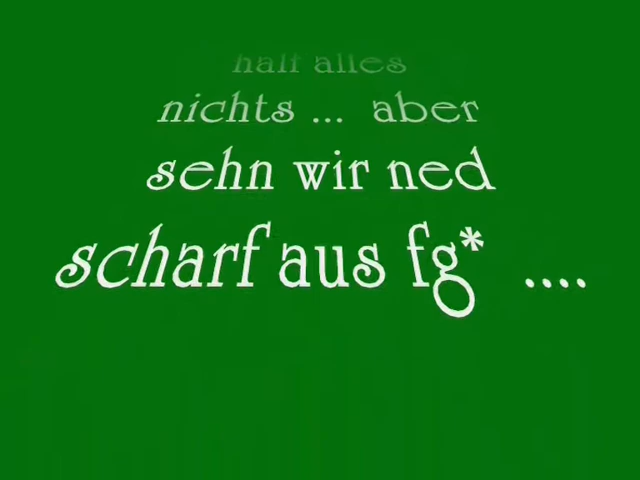 half alles
nichts ... aber
sehn wir ned
scharf aus fg* ....